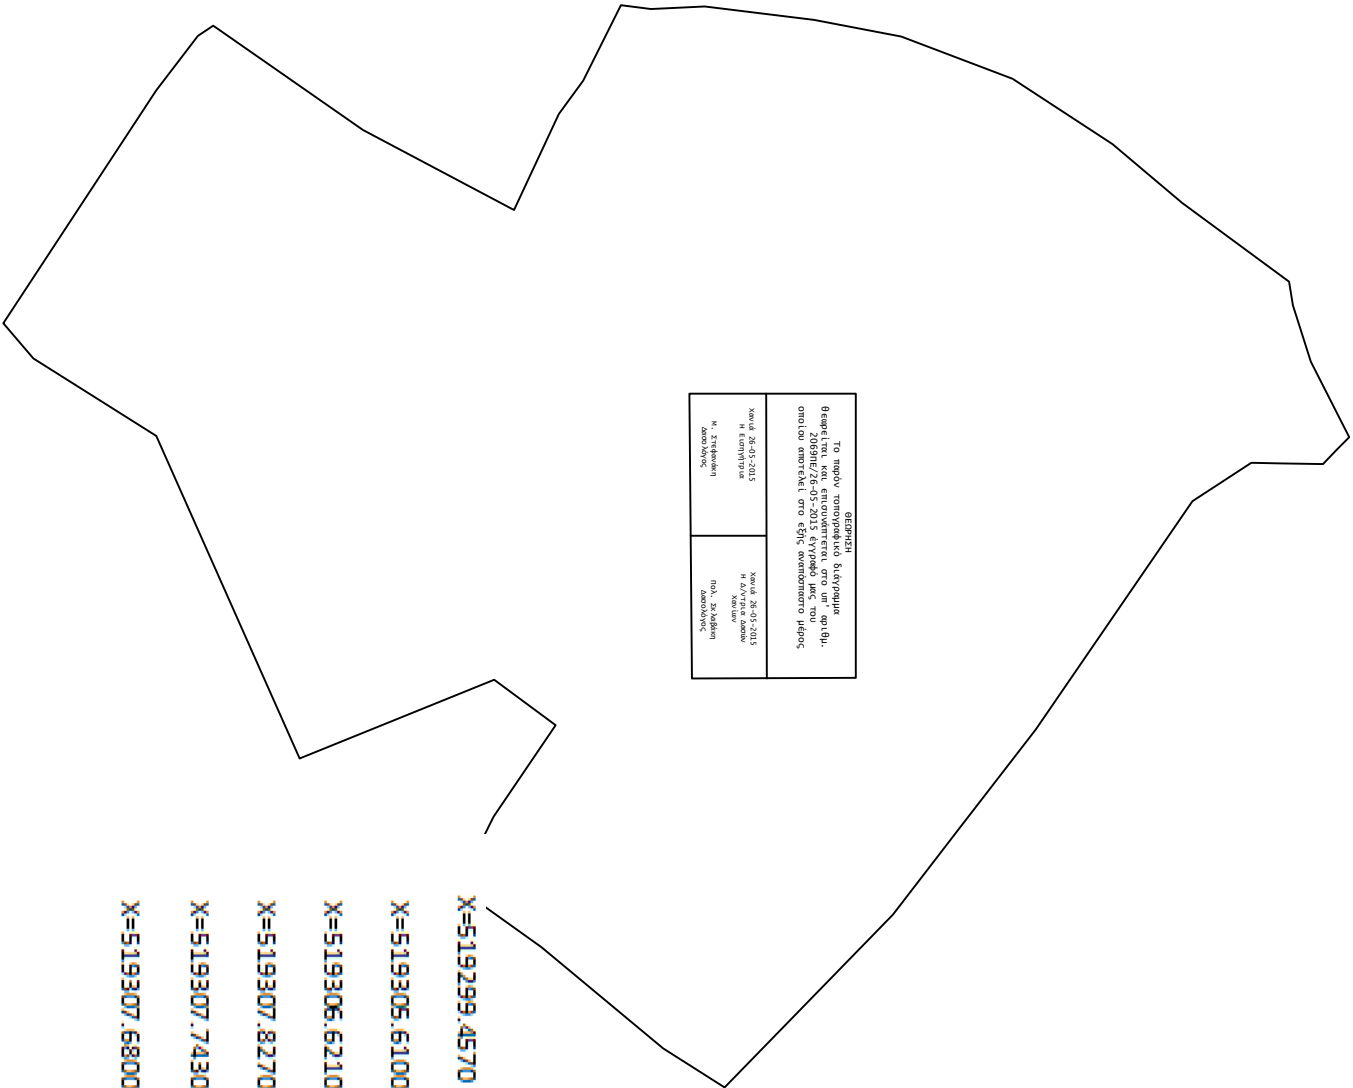 ΘΕΩΡΗΣΗ
Το παρόν τοπογραφικό διάγραμμα
θεωρείται και επισυνάπτεται στο υπ' αριθμ.
2069ΠΕ/26-05-2015 έγγραφό μας του
οποίου αποτελεί στο εξής αναπόσπαστο μέρος
Χανιά 26-05-2015
Η Εισηγήτρια
Μ. Στεφανάκη
Δασολόγος
Χανιά 26-05-2015
Η Δ/ντρια Δασών
Χανίων
Πολ. Σκλαβάκη
Δασολόγος
X=519299.4570
X=519305.6100
X=519306.6210
X=519307.8270
X=519307.7430
X=519307.6800